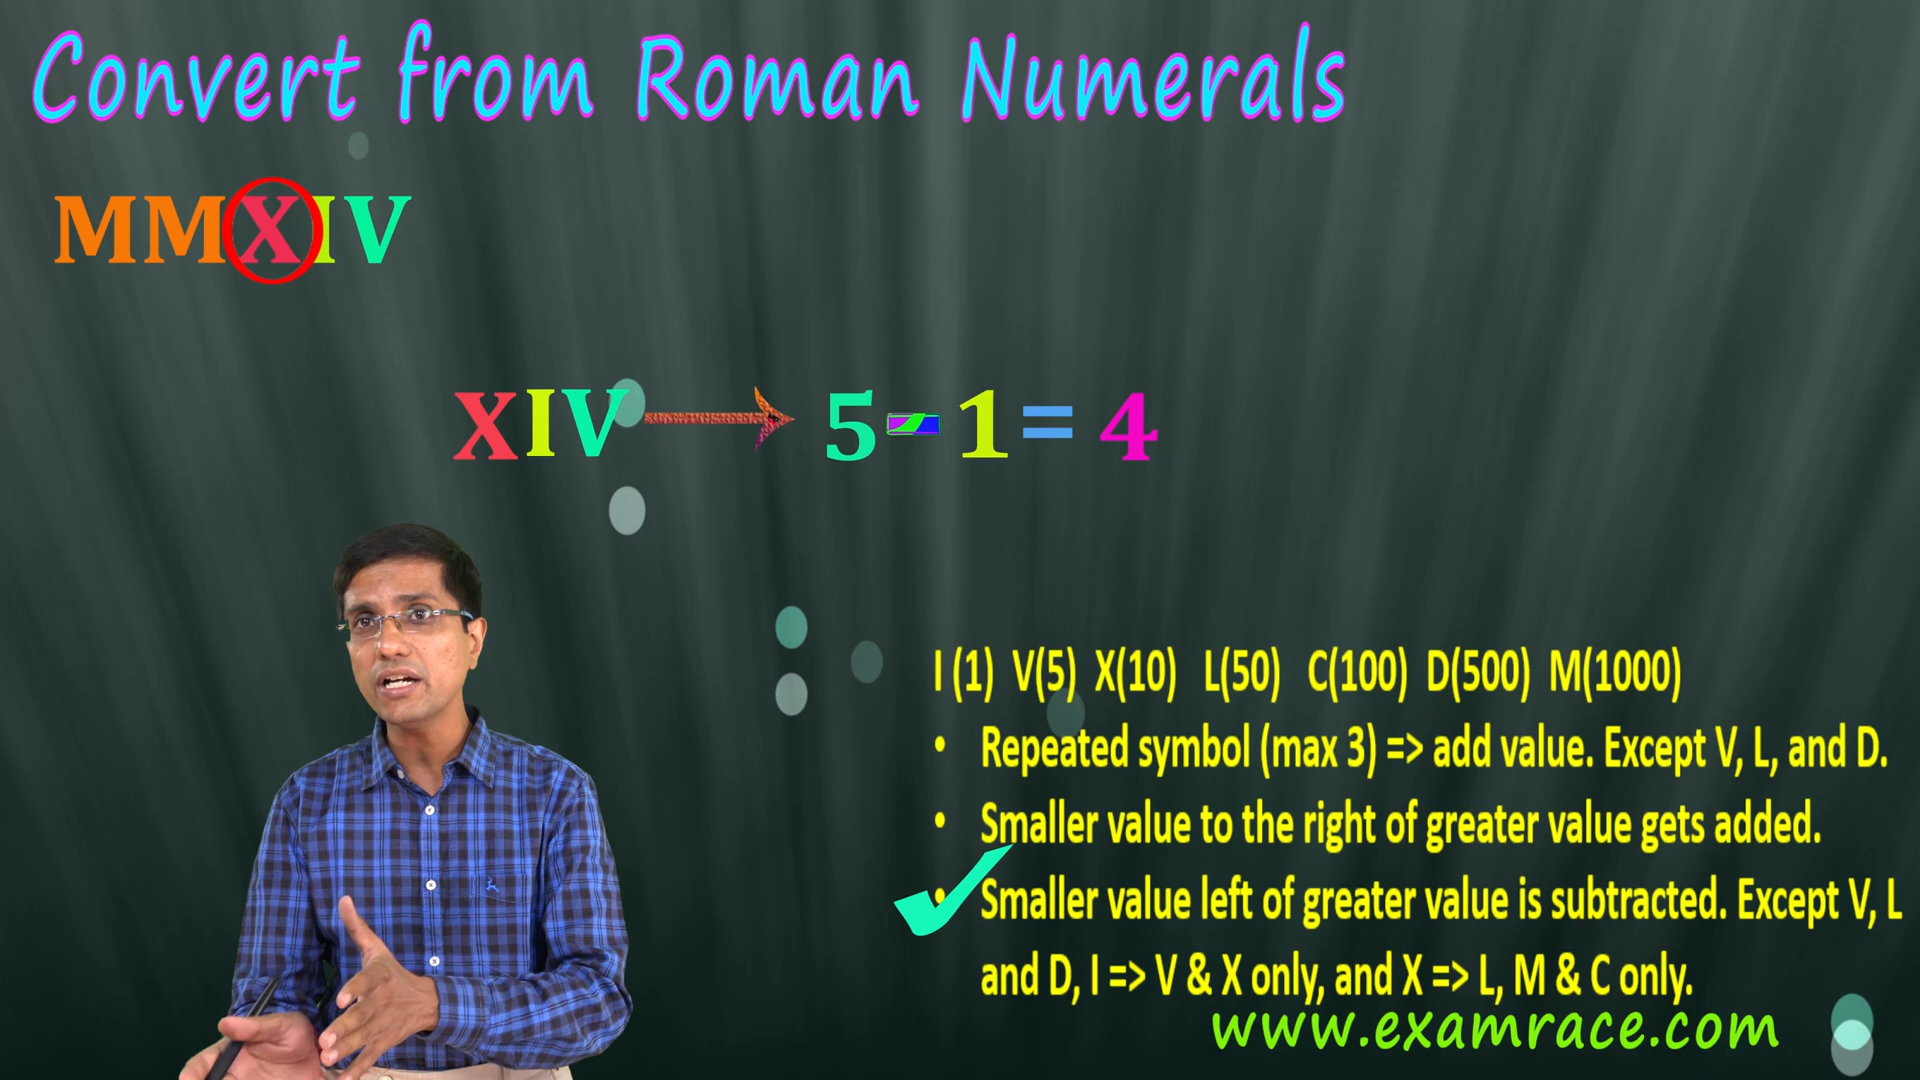 Convert from Roman Numerals
MMXIV
XIV 5 - 1 = 4
I (1) V(5) X(10) L(50) C(100) D(500) M(1000)
• Repeated symbol (max 3) => add value. Except V, L, and D.
• Smaller value to the right of greater value gets added.
• Smaller value left of greater value is subtracted. Except V, L
and D, I => V & X only, and X => L, M & C only.
www.examrace.com